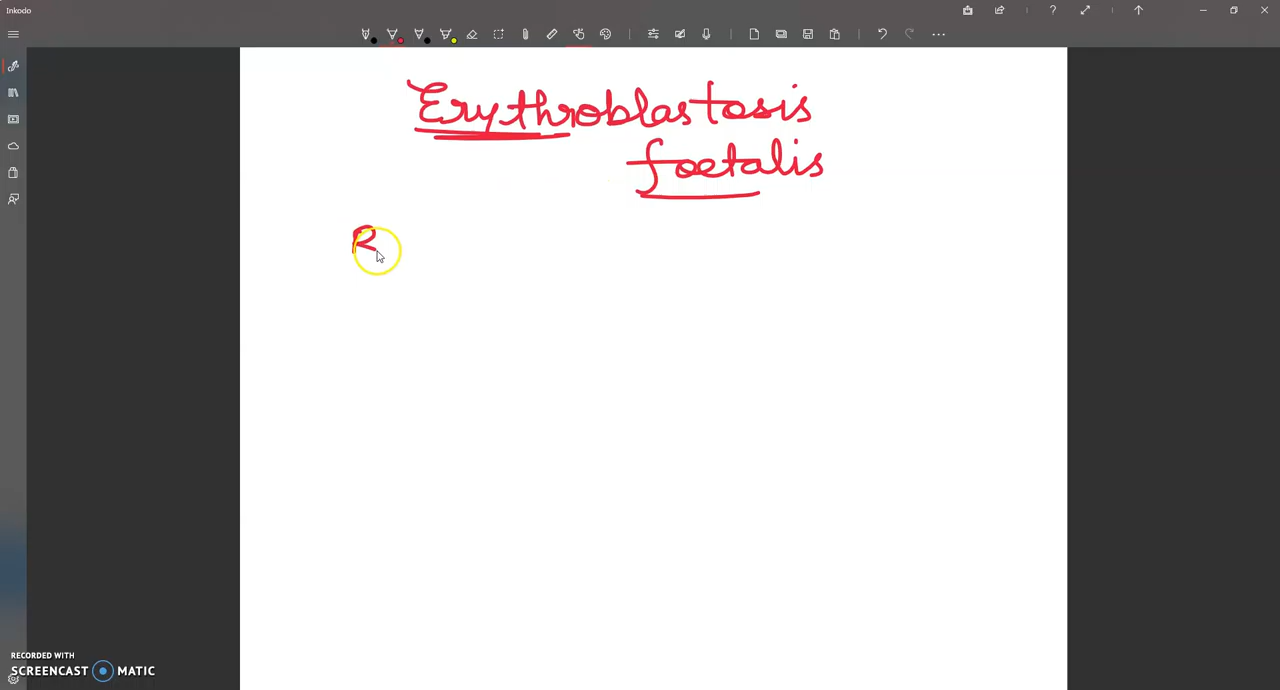 Inkodo
Erythroblastosis
foetalis
R
RECORDED WITH
SCREENCAST MATIC